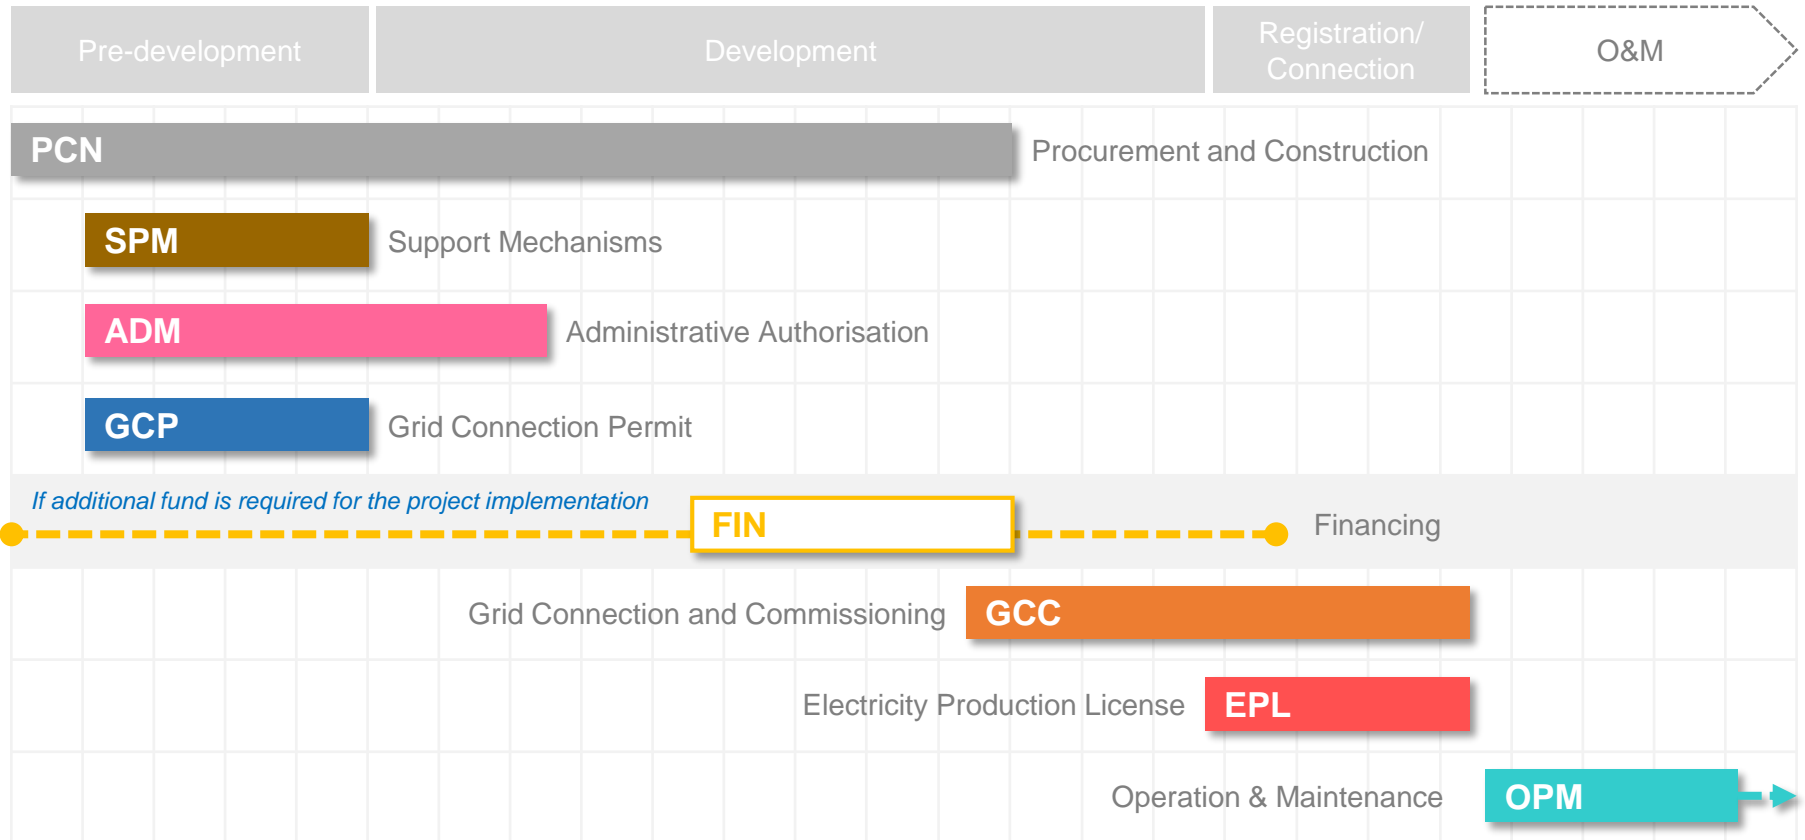 Pre-development
Development
Registration/
Connection
O&M
PCN
Procurement and Construction
SPM
Support Mechanisms
ADM
Administrative Authorisation
GCP
Grid Connection Permit
If additional fund is required for the project implementation
FIN
Financing
Grid Connection and Commissioning
GCC
Electricity Production License
EPL
Operation & Maintenance
OPM